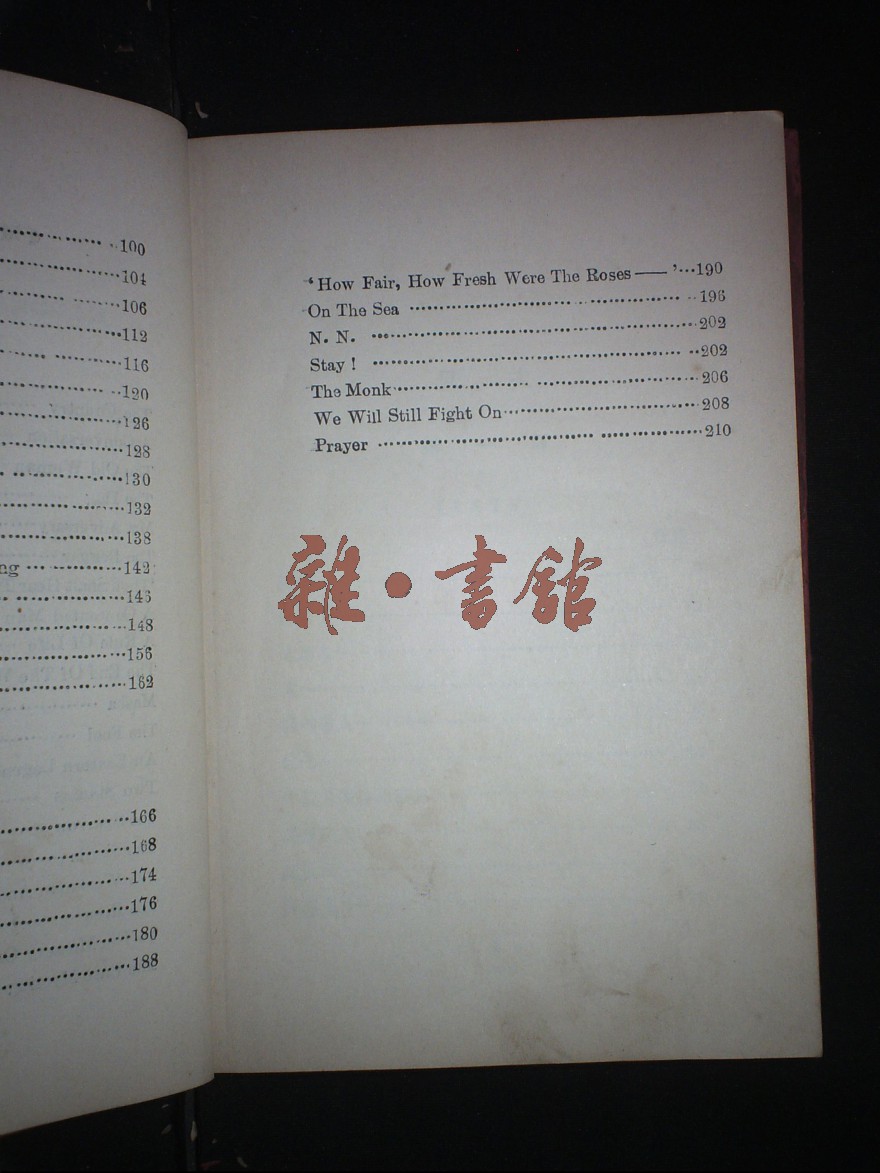 100
104
106
112
116
120
126
128
130
132
138
ng ··· ············142
··· ··················146
148
156
162
166
168
174
176
180
188
‘How Fair, How Fresh Were The Roses—— ’···190
On The Sea ·············································196
N. N. ·············································202
Stay ! ·············································202
The Monk·············································206
We Will Still Fight On······························208
Prayer ·············································210
雜·書館